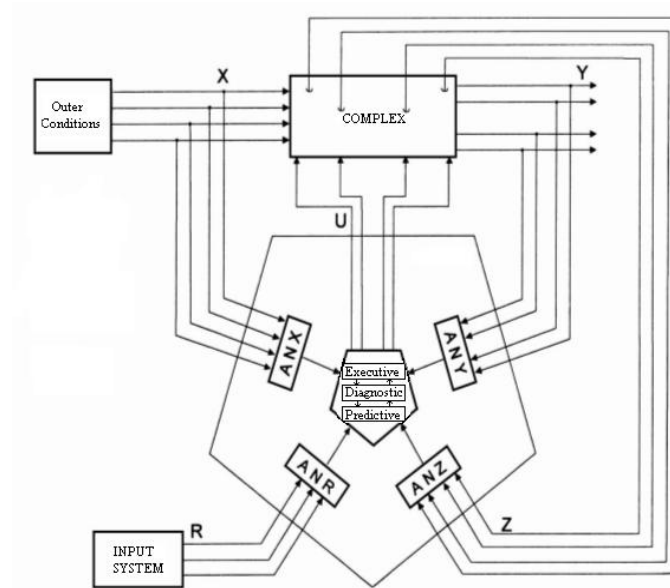 X
Y
Outer
Conditions
COMPLEX
U
ANX
ANY
Executive
Diagnostic
Predictive
ANR
ANZ
R
Z
INPUT
SYSTEM